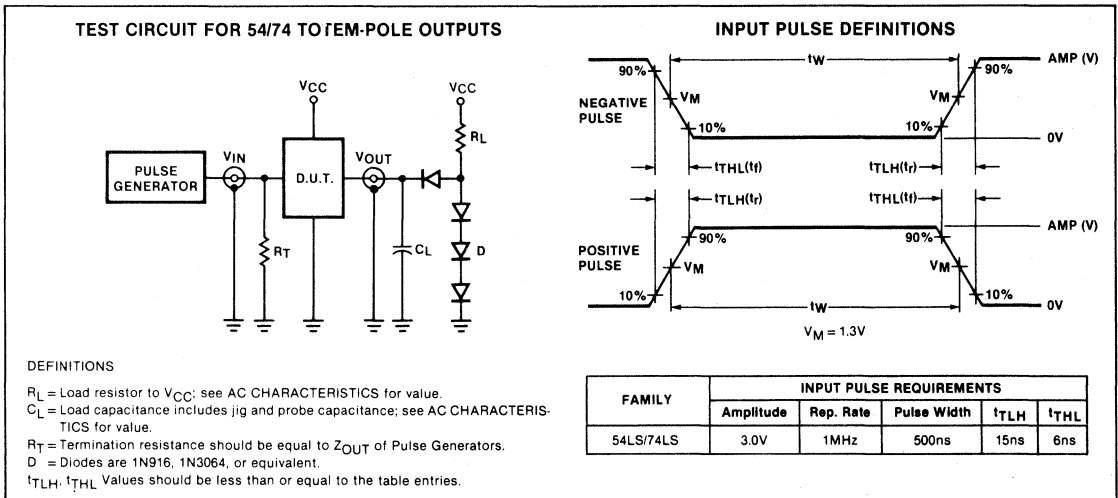 TEST CIRCUIT FOR 54/74 TOTEM-POLE OUTPUTS
VCC
VCC
RL
VIN
VOUT
PULSE
GENERATOR
D.U.T.
RT
CL
D
DEFINITIONS
RL = Load resistor to VCC; see AC CHARACTERISTICS for value.
CL = Load capacitance includes jig and probe capacitance; see AC CHARACTERIS-
TICS for value.
RT = Termination resistance should be equal to ZOUT of Pulse Generators.
D = Diodes are 1N916, 1N3064, or equivalent.
tTLH, tTHL Values should be less than or equal to the table entries.
INPUT PULSE DEFINITIONS
90%
tW
90%
AMP (V)
NEGATIVE
PULSE
VM
VM
10%
10%
0V
tTHL(tf)
tTLH(tr)
tTLH(tr)
tTHL(tf)
AMP (V)
90%
90%
POSITIVE
PULSE
VM
VM
10%
10%
tW
0V
VM = 1.3V
FAMILY
INPUT PULSE REQUIREMENTS
Amplitude Rep. Rate Pulse Width tTLH tTHL
54LS/74LS 3.0V 1MHz 500ns 15ns 6ns